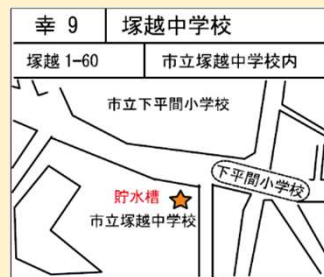 幸 9 塚越中学校
塚越 1-60 市立塚越中学校内
市立下平間小学校
下平間小学校
貯水槽
市立塚越中学校